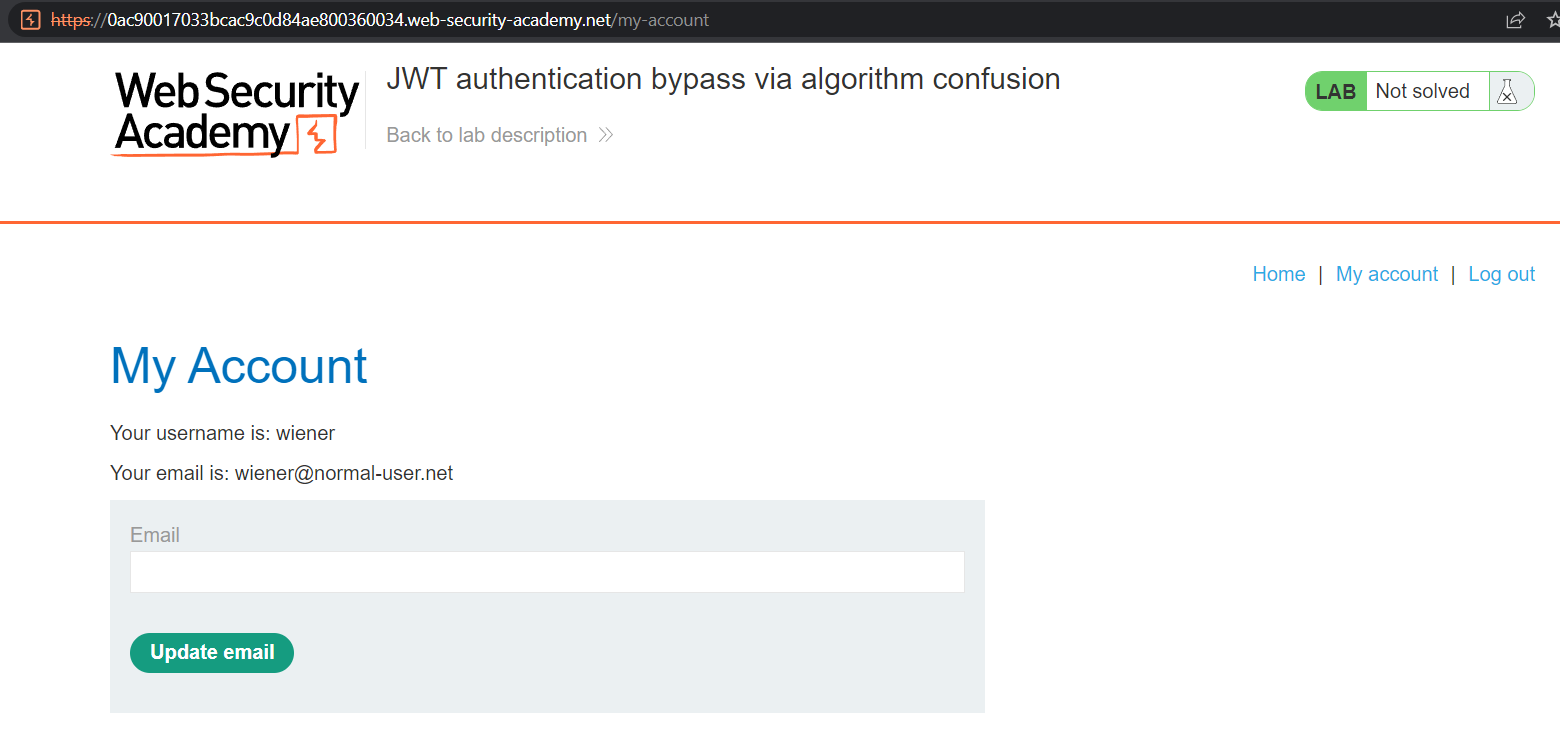 https://0ac90017033bcac9c0d84ae800360034.web-security-academy.net/my-account
Web Security
Academy
JWT authentication bypass via algorithm confusion
Back to lab description
LAB Not solved
Home | My account | Log out
My Account
Your username is: wiener
Your email is: wiener@normal-user.net
Email
Update email